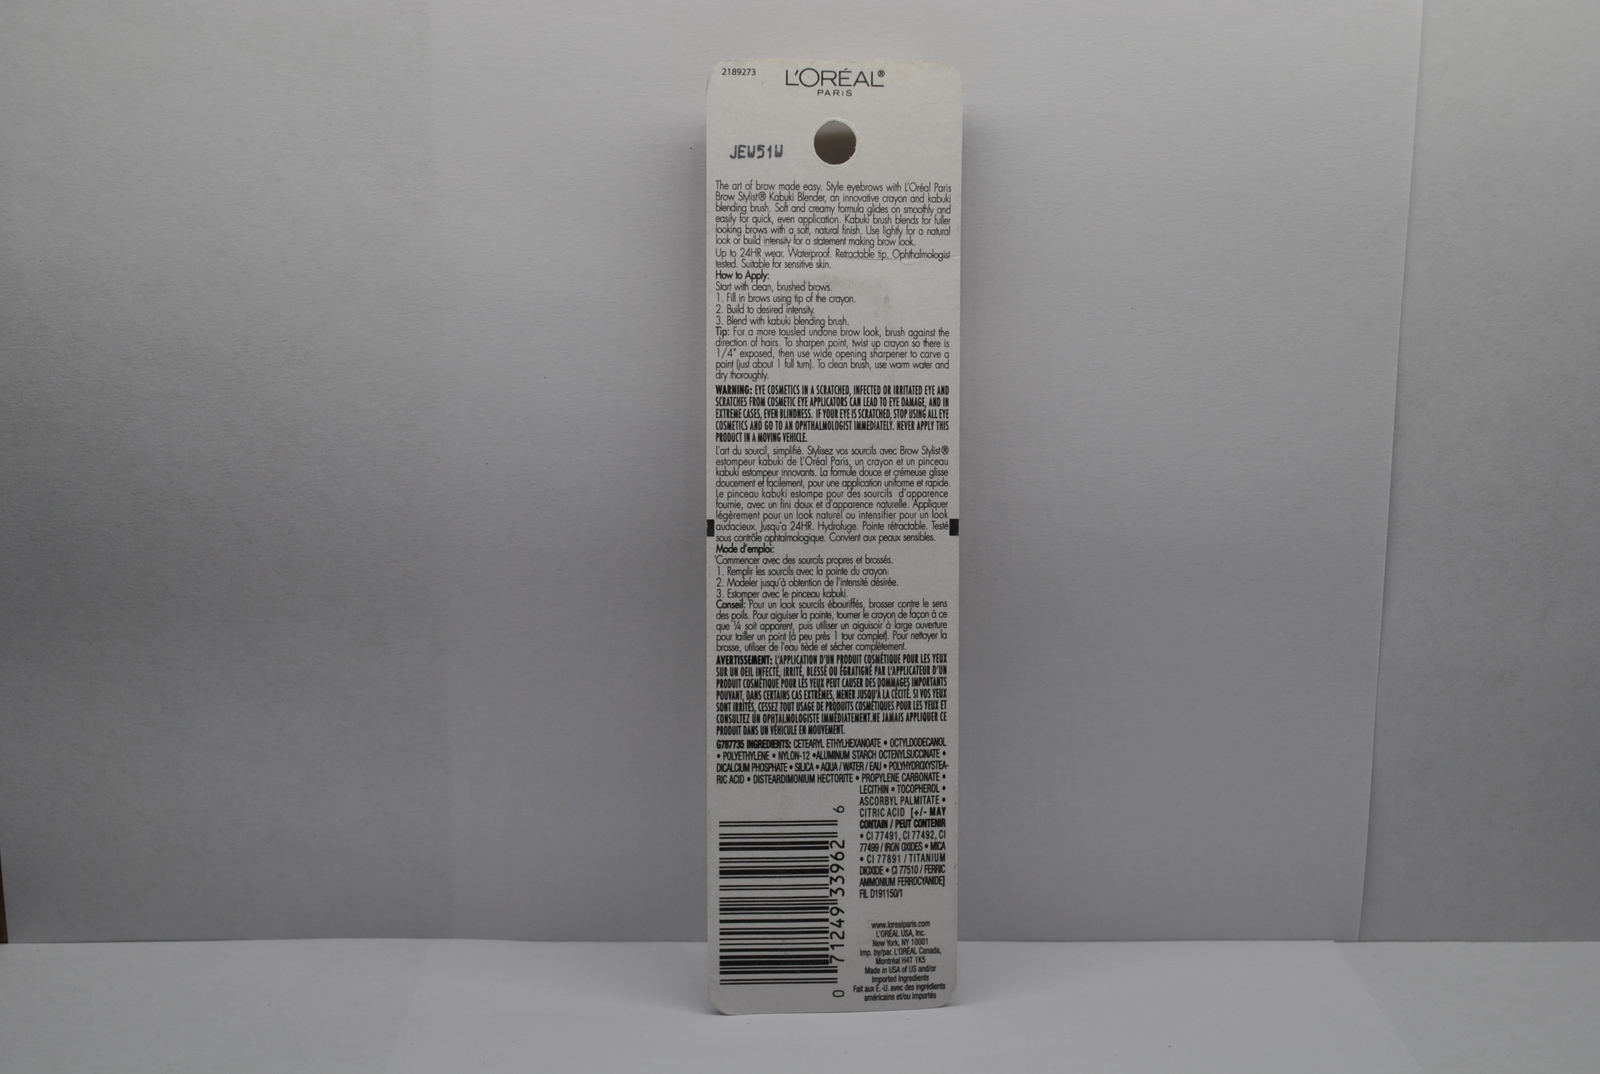 2189273
L'ORÉAL®
PARIS
JEW51W
The art of brow made easy. Style eyebrows with L'Oréal Paris
Brow Stylist® Kabuki Blender, an innovative crayon and kabuki
blending brush. Soft and creamy formula glides on smoothly and
easily for quick, even application. Kabuki brush blends for fuller
looking brows with a soft, natural finish. Use lightly for a natural
look or build intensity for a statement making brow look.
Up to 24HR wear. Waterproof. Retractable tip. Ophthalmologist
tested. Suitable for sensitive skin.
How to Apply:
Start with clean, brushed brows.
1. Fill in brows using tip of the crayon.
2. Build to desired intensity.
3. Blend with kabuki blending brush.
Tip: For a more tousled undone brow look, brush against the
direction of hairs. To sharpen point, twist up crayon so there is
1/4" exposed, then use wide opening sharpener to carve a
point (just about 1 full turn). To clean brush, use warm water and
dry thoroughly.
WARNING: EYE COSMETICS IN A SCRATCHED, INFECTED OR IRRITATED EYE AND
SCRATCHES FROM COSMETIC EYE APPLICATORS CAN LEAD TO EYE DAMAGE, AND IN
EXTREME CASES, EVEN BLINDNESS. IF YOUR EYE IS SCRATCHED, STOP USING ALL EYE
COSMETICS AND GO TO AN OPHTHALMOLOGIST IMMEDIATELY. NEVER APPLY THIS
PRODUCT IN A MOVING VEHICLE.
L'art du sourcil, simplifié. Stylisez vos sourcils avec Brow Stylist®
estompeur kabuki de L'Oréal Paris, un crayon et un pinceau
kabuki estompeur innovants. La formule douce et crémeuse glisse
doucement et facilement, pour une application uniforme et rapide.
Le pinceau kabuki estompe pour des sourcils d'apparence
fournie, avec un fini doux et d'apparence naturelle. Appliquer
légèrement pour un look naturel ou intensifier pour un look
audacieux. Jusqu'a 24HR. Hydrofuge. Pointe rétractable. Testé
sous contrôle ophtalmologique. Convient aux peaux sensibles.
Mode d'emploi:
Commencer avec des sourcils propres et brossés.
1. Remplir les sourcils avec la pointe du crayon.
2. Modeler jusqu'à obtention de l'intensité désirée.
3. Estomper avec le pinceau kabuki.
Conseil: Pour un look sourcils ébouriffés, brosser contre le sens
des poils. Pour aiguiser la pointe, tourner le crayon de façon à ce
que ¼ soit apparent, puis utiliser un aiguisoir à large ouverture
pour tailler un point (à peu près 1 tour complet). Pour nettoyer la
brosse, utiliser de l'eau tiède et sécher complètement.
AVERTISSEMENT: L'APPLICATION D'UN PRODUIT COSMÉTIQUE POUR LES YEUX
SUR UN OEIL INFECTÉ, IRRITÉ, BLESSÉ OU ÉGRATIGNÉ PAR L'APPLICATEUR D'UN
PRODUIT COSMÉTIQUE POUR LES YEUX PEUT CAUSER DES DOMMAGES IMPORTANTS
POUVANT, DANS CERTAINS CAS EXTRÊMES, MENER JUSQU'À LA CÉCITÉ. SI VOS YEUX
SONT IRRITÉS, CESSEZ TOUT USAGE DE PRODUITS COSMÉTIQUES POUR LES YEUX ET
CONSULTEZ UN OPHTALMOLOGISTE IMMÉDIATEMENT.NE JAMAIS APPLIQUER CE
PRODUIT DANS UN VÉHICULE EN MOUVEMENT.
G787735 INGREDIENTS: CETEARYL ETHYLHEXANOATE • OCTYLDODECANOL
• POLYETHYLENE • NYLON-12 •ALUMINUM STARCH OCTENYLSUCCINATE •
DICALCIUM PHOSPHATE • SILICA • AQUA / WATER / EAU • POLYHYDROXYSTEA-
RIC ACID • DISTEARDIMONIUM HECTORITE • PROPYLENE CARBONATE •
LECITHIN • TOCOPHEROL •
ASCORBYL PALMITATE •
CITRIC ACID [+/- MAY
CONTAIN / PEUT CONTENIR
• CI 77491, CI 77492, CI
77499 / IRON OXIDES • MICA
• CI 77891 / TITANIUM
DIOXIDE • CI 77510 / FERRIC
AMMONIUM FERROCYANIDE]
FIL D191150/1
0 71249 33962 6
www.lorealparis.com
L'ORÉAL USA, Inc.
New York, NY 10001
Imp. by/par. L'ORÉAL Canada,
Montréal H4T 1K5
Made in USA of US and/or
Imported Ingredients
Fait aux É.-U. avec des ingrédients
américains et/ou importés